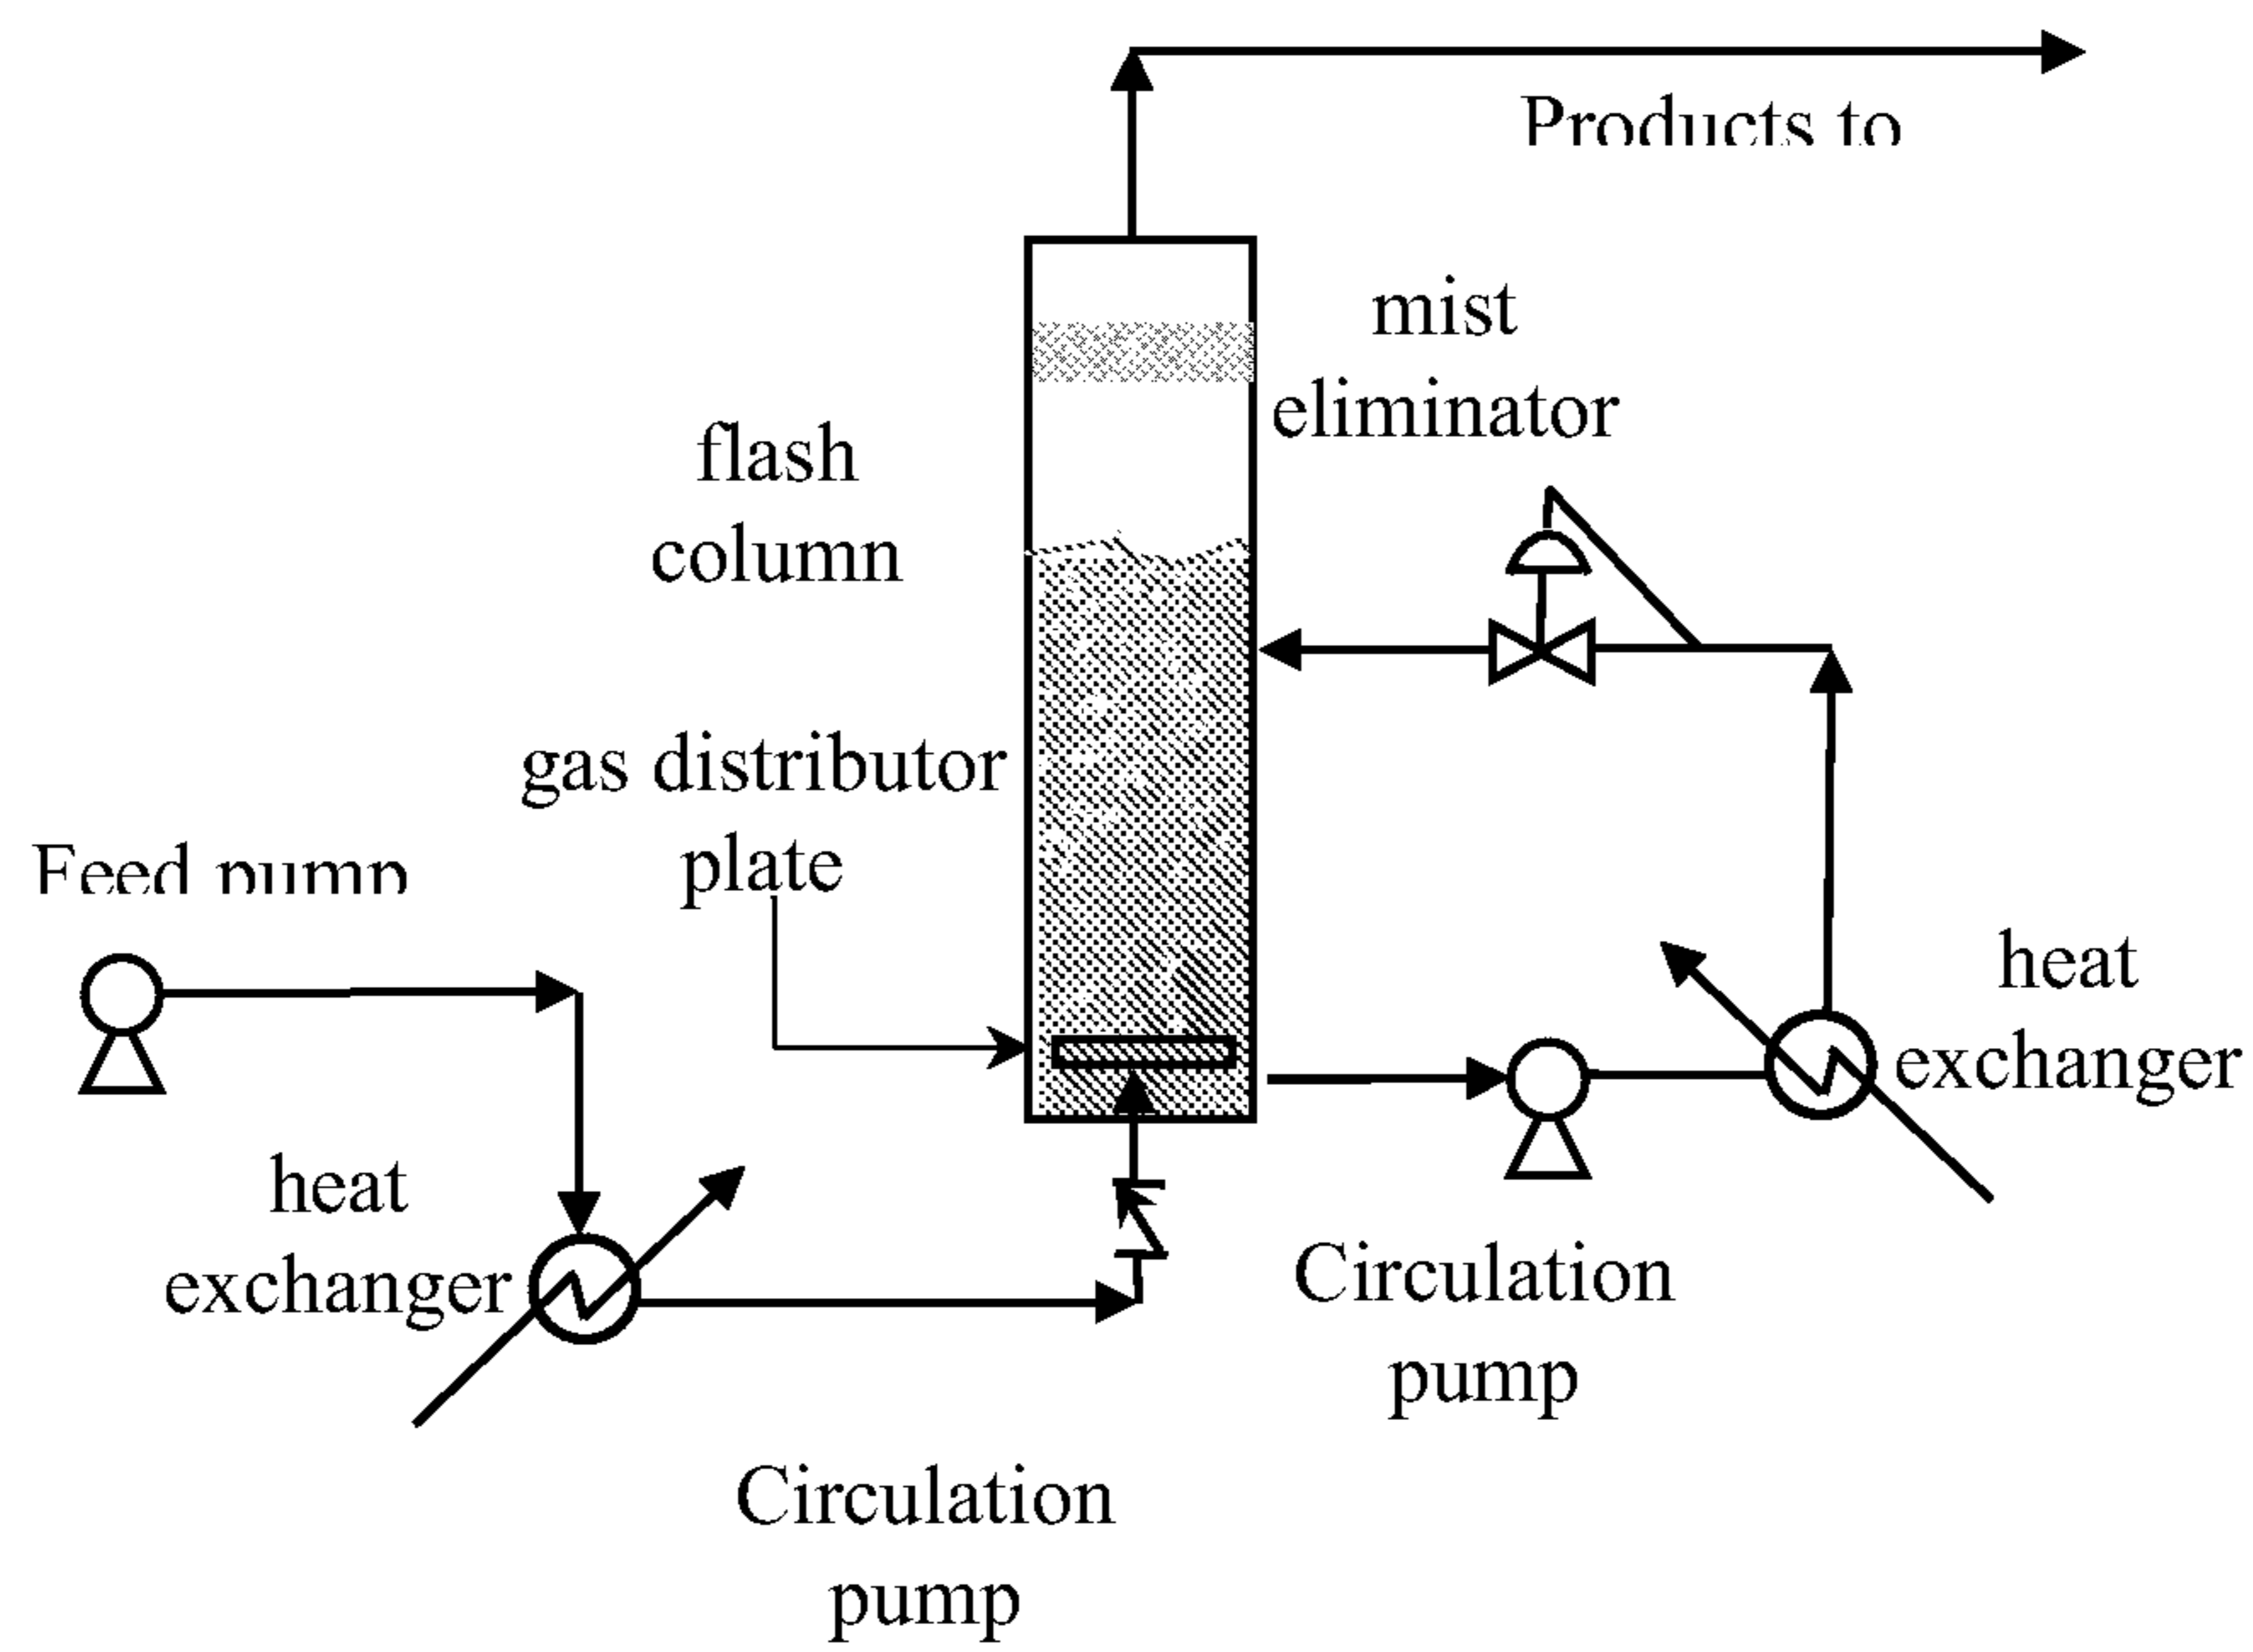 Products to
mist
eliminator
flash
column
gas distributor
plate
Feed pump
heat
exchanger
heat
exchanger
Circulation
pump
Circulation
pump